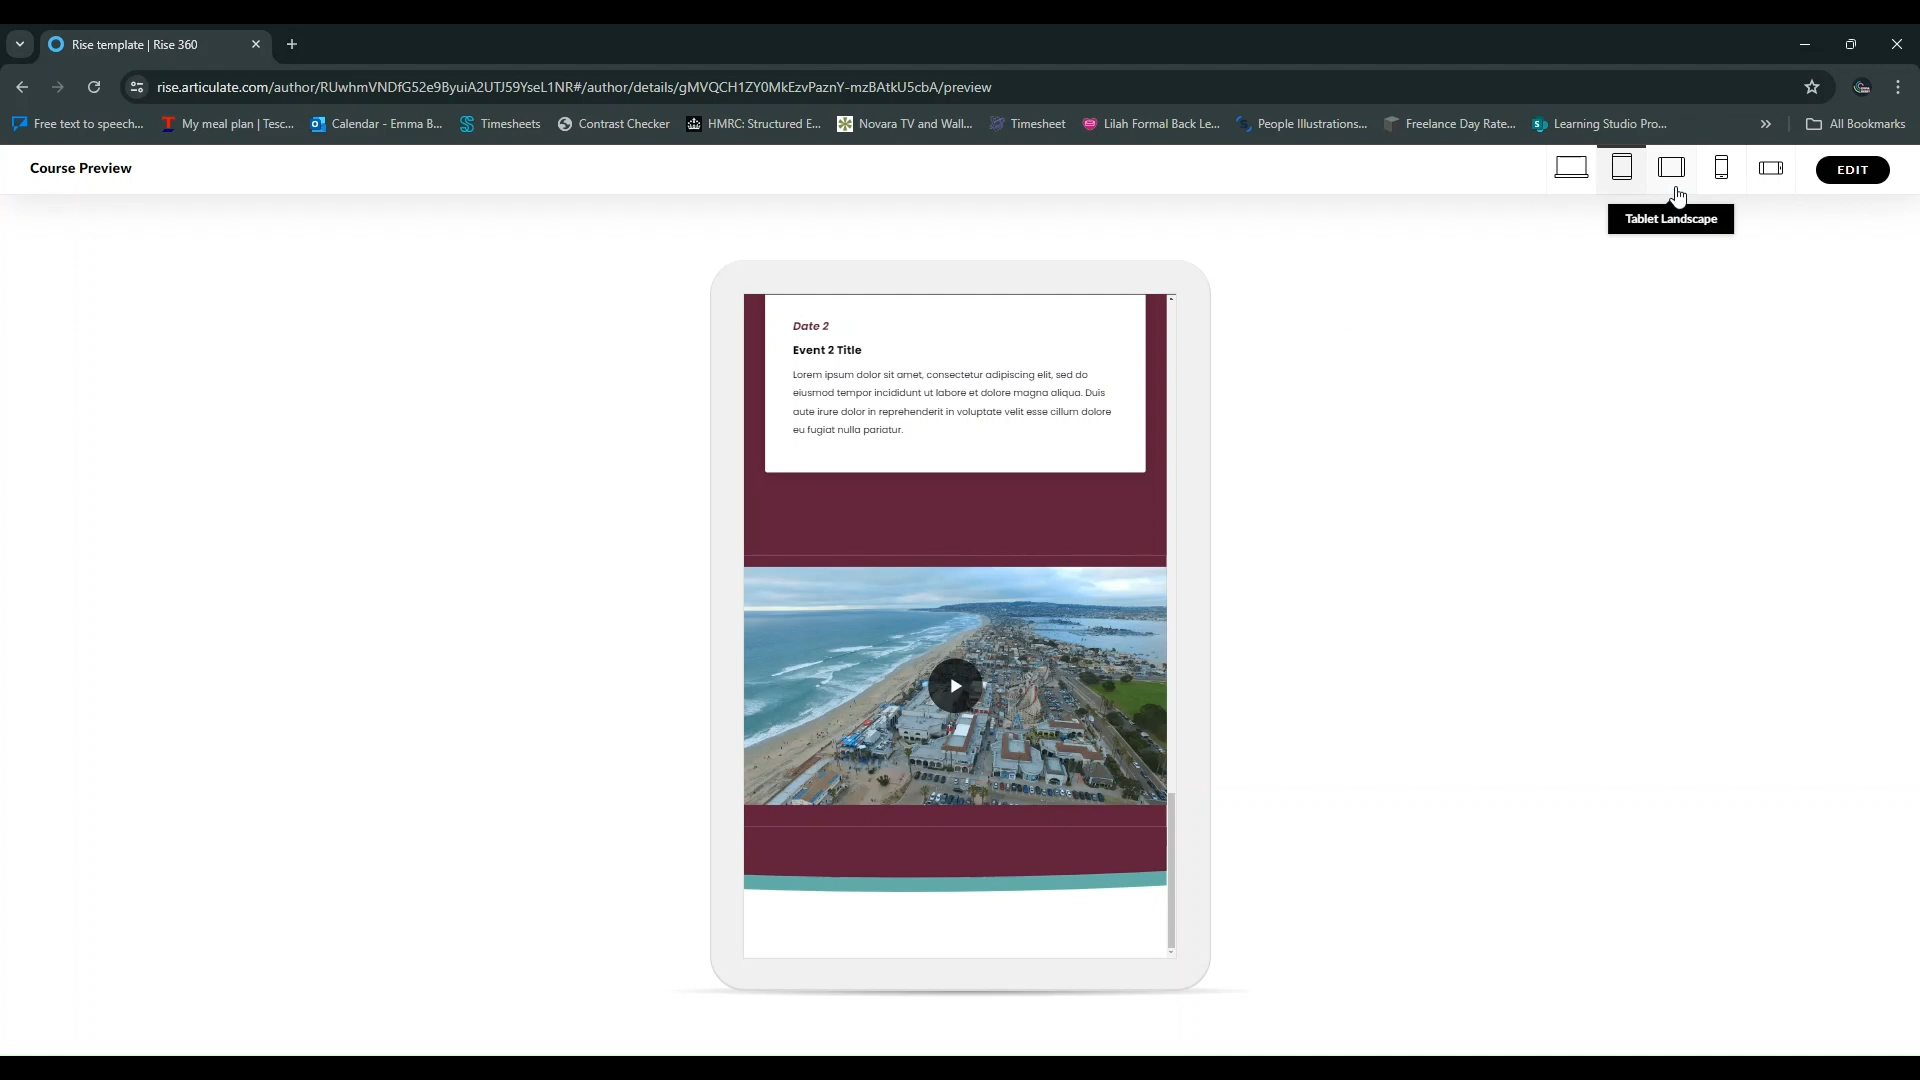 Rise template | Rise 360
rise.articulate.com/author/RUwhmVNDfG52e9ByuiA2UTJ59YseL1NR#/author/details/gMVQCH1ZY0MkEzvPaznY-mzBAtkU5cbA/preview
Free text to speech... My meal plan | Tesc... Calendar - Emma B... Timesheets Contrast Checker HMRC: Structured E... Novara TV and Wall... Timesheet Lilah Formal Back Le... People Illustrations... Freelance Day Rate... Learning Studio Pro... » All Bookmarks
Course Preview
EDIT
Tablet Landscape
Date 2
Event 2 Title
Lorem ipsum dolor sit amet, consectetur adipiscing elit, sed do
eiusmod tempor incididunt ut labore et dolore magna aliqua. Duis
aute irure dolor in reprehenderit in voluptate velit esse cillum dolore
eu fugiat nulla pariatur.